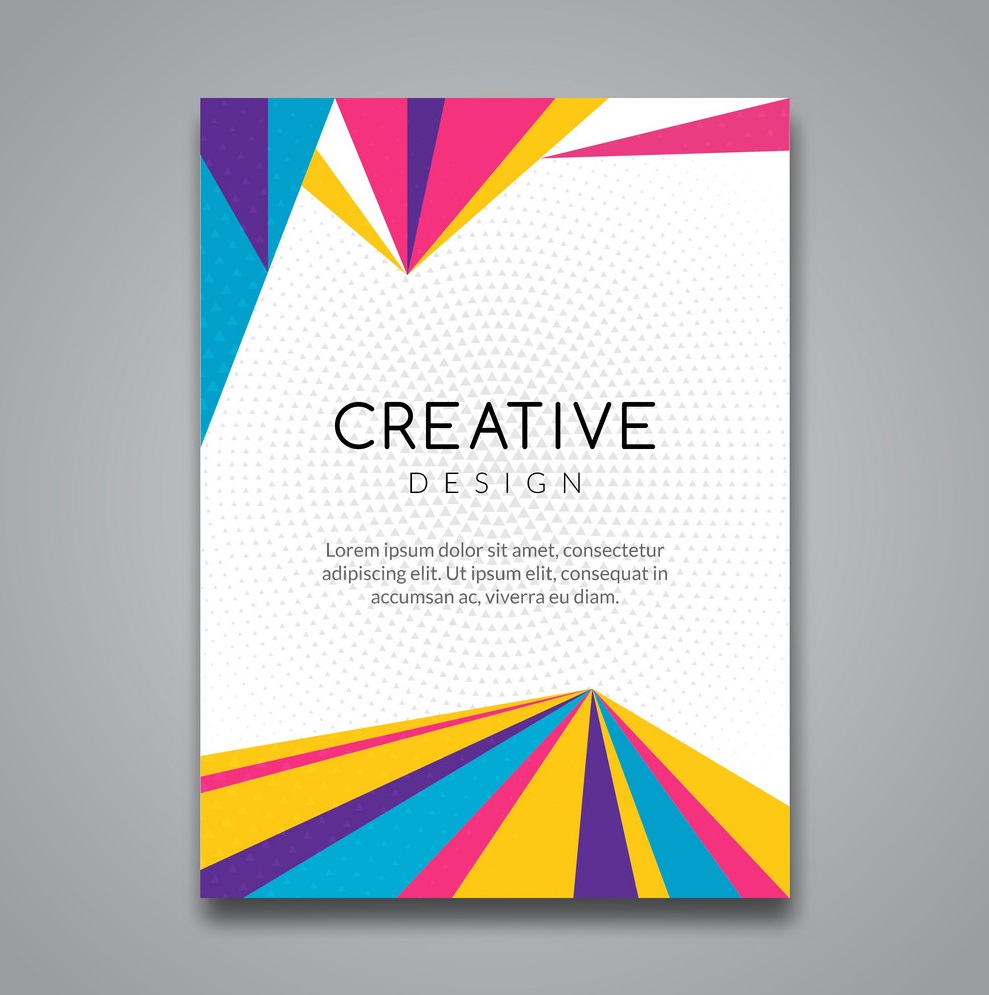 CREATIVE
DESIGN
Lorem ipsum dolor sit amet, consectetur
adipiscing elit. Ut ipsum elit, consequat in
accumsan ac, viverra eu diam.